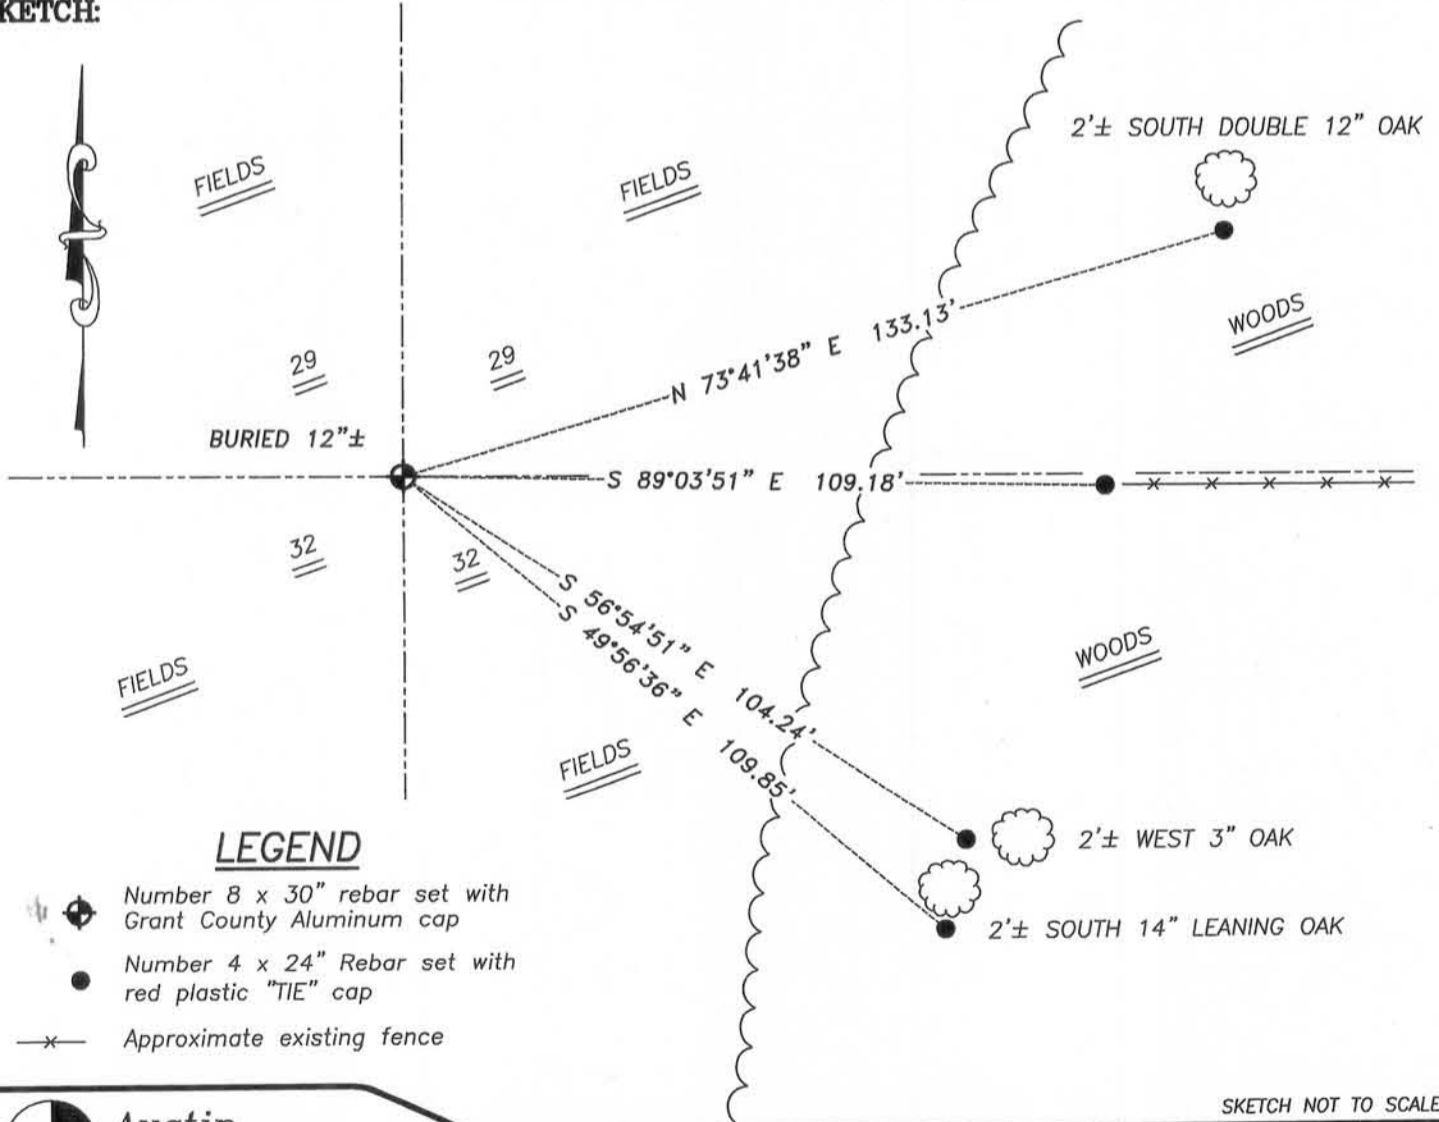 KETCH:
2'± SOUTH DOUBLE 12" OAK
FIELDS
FIELDS
WOODS
N 73°41'38" E 133.13'
29
29
BURIED 12"±
S 89°03'51" E 109.18'
32
32
S 56°54'51" E 104.24'
S 49°56'36" E 109.85'
WOODS
FIELDS
FIELDS
2'± WEST 3" OAK
2'± SOUTH 14" LEANING OAK
LEGEND
Number 8 x 30" rebar set with
Grant County Aluminum cap
Number 4 x 24" Rebar set with
red plastic "TIE" cap
Approximate existing fence
SKETCH NOT TO SCALE
Austin